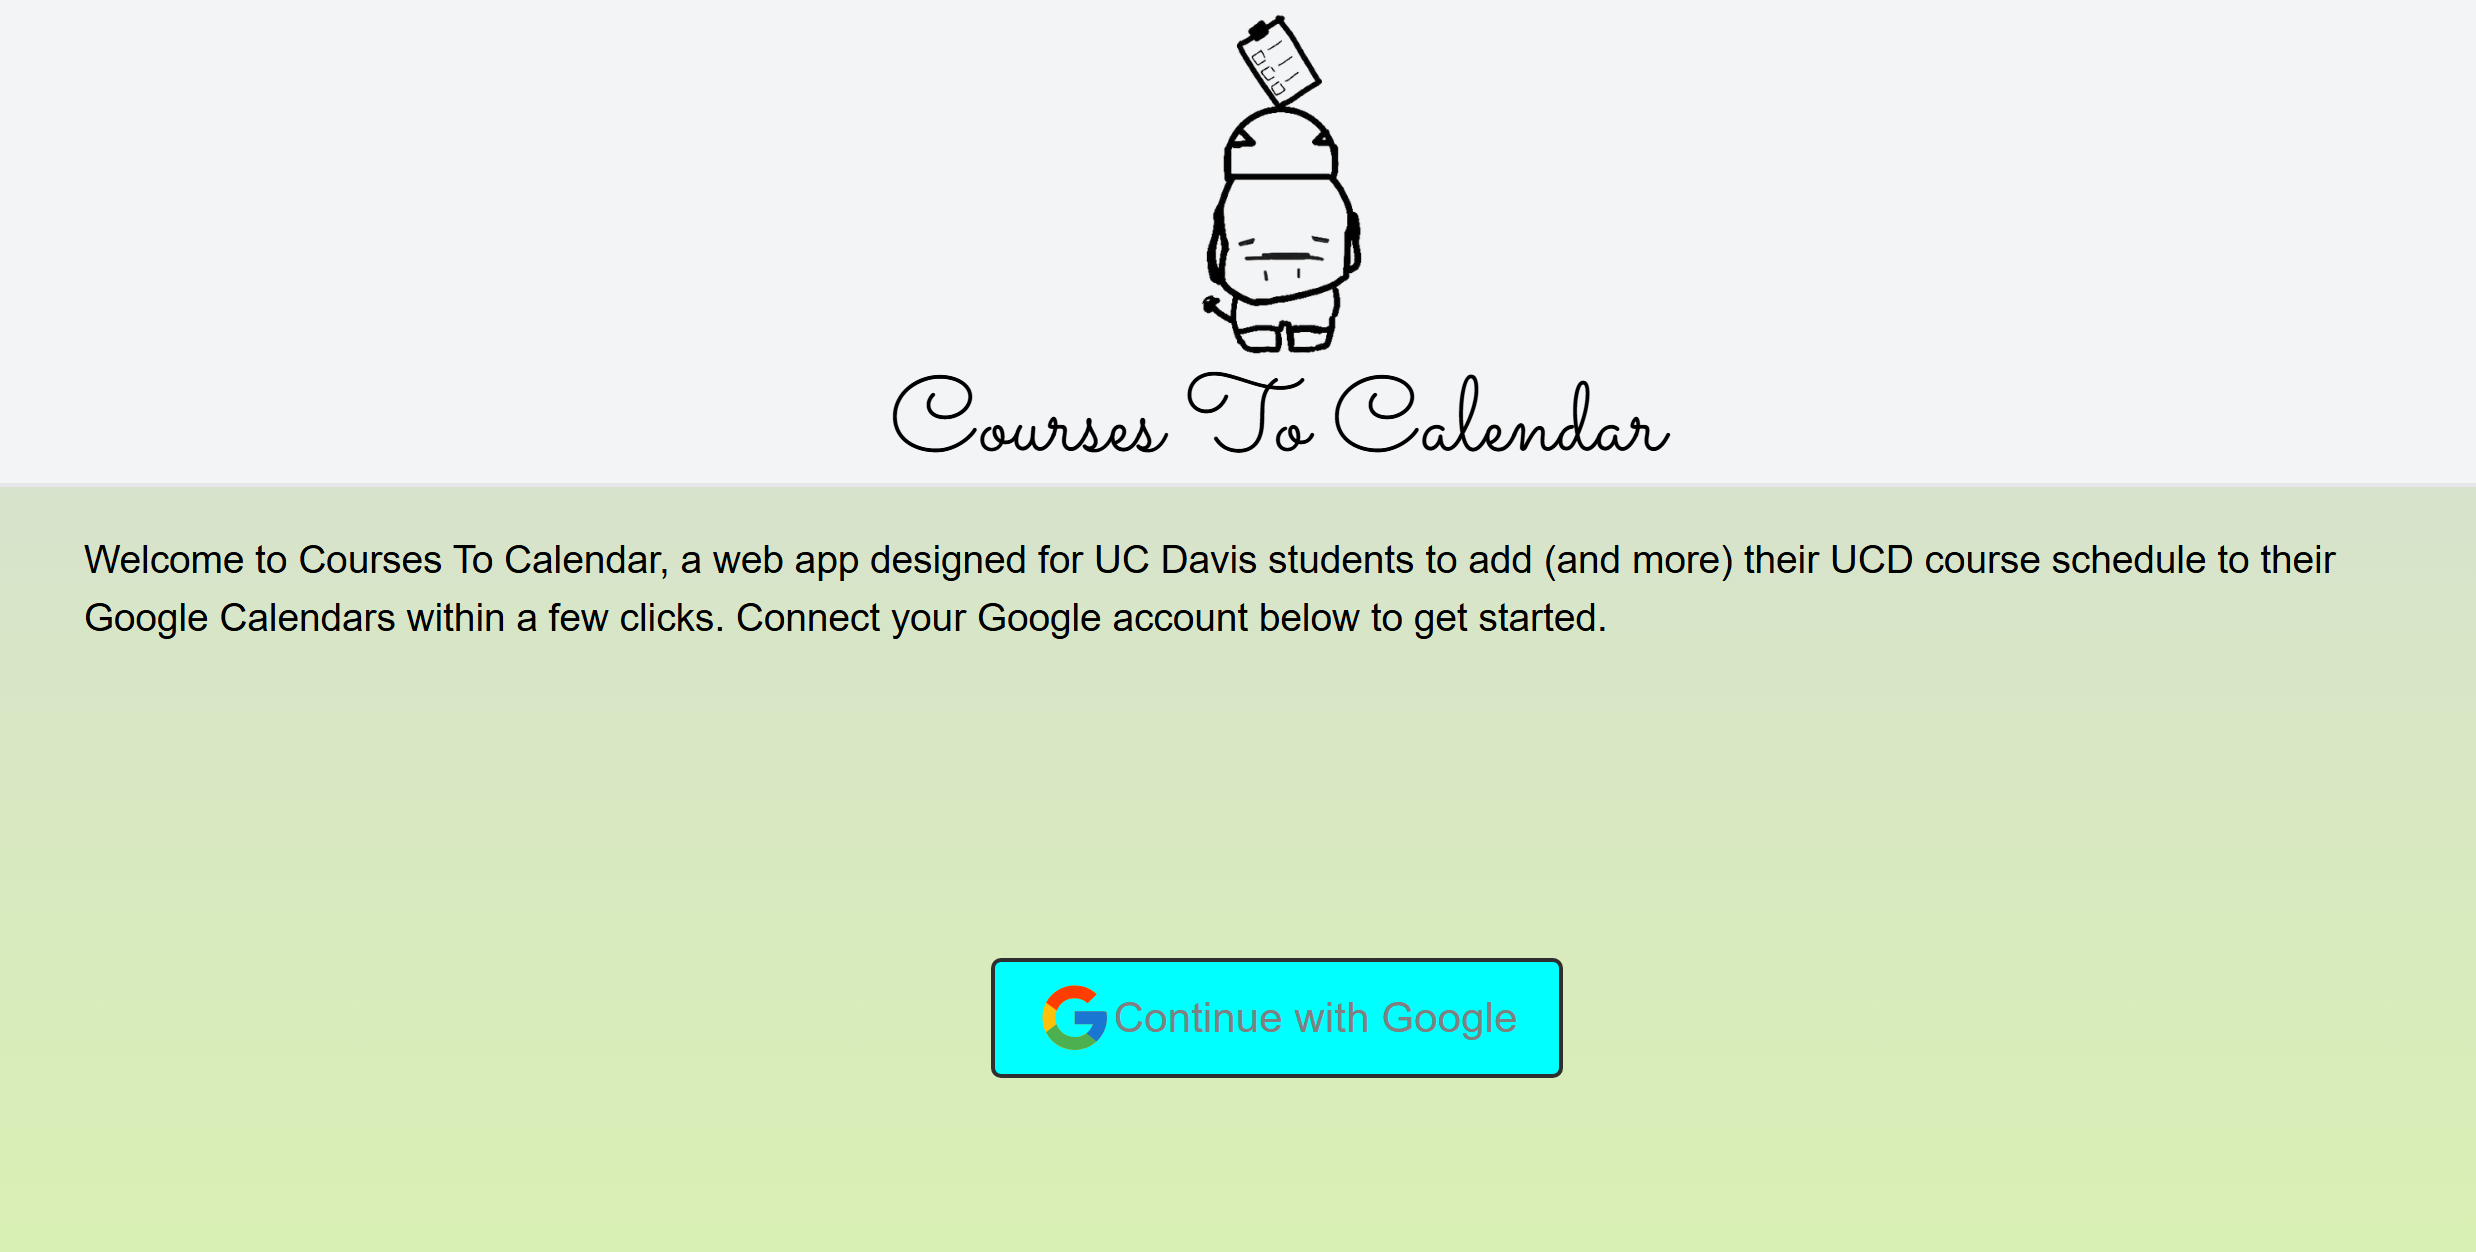 Courses To Calendar
Welcome to Courses To Calendar, a web app designed for UC Davis students to add (and more) their UCD course schedule to their
Google Calendars within a few clicks. Connect your Google account below to get started.
Continue with Google